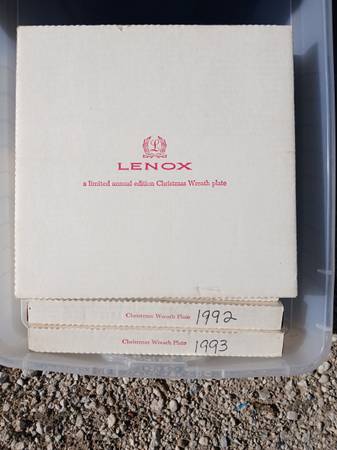 L
LENOX
a limited annual edition Christmas Wreath plate
Christmas Wreath Plate 1992
Christmas Wreath Plate 1993